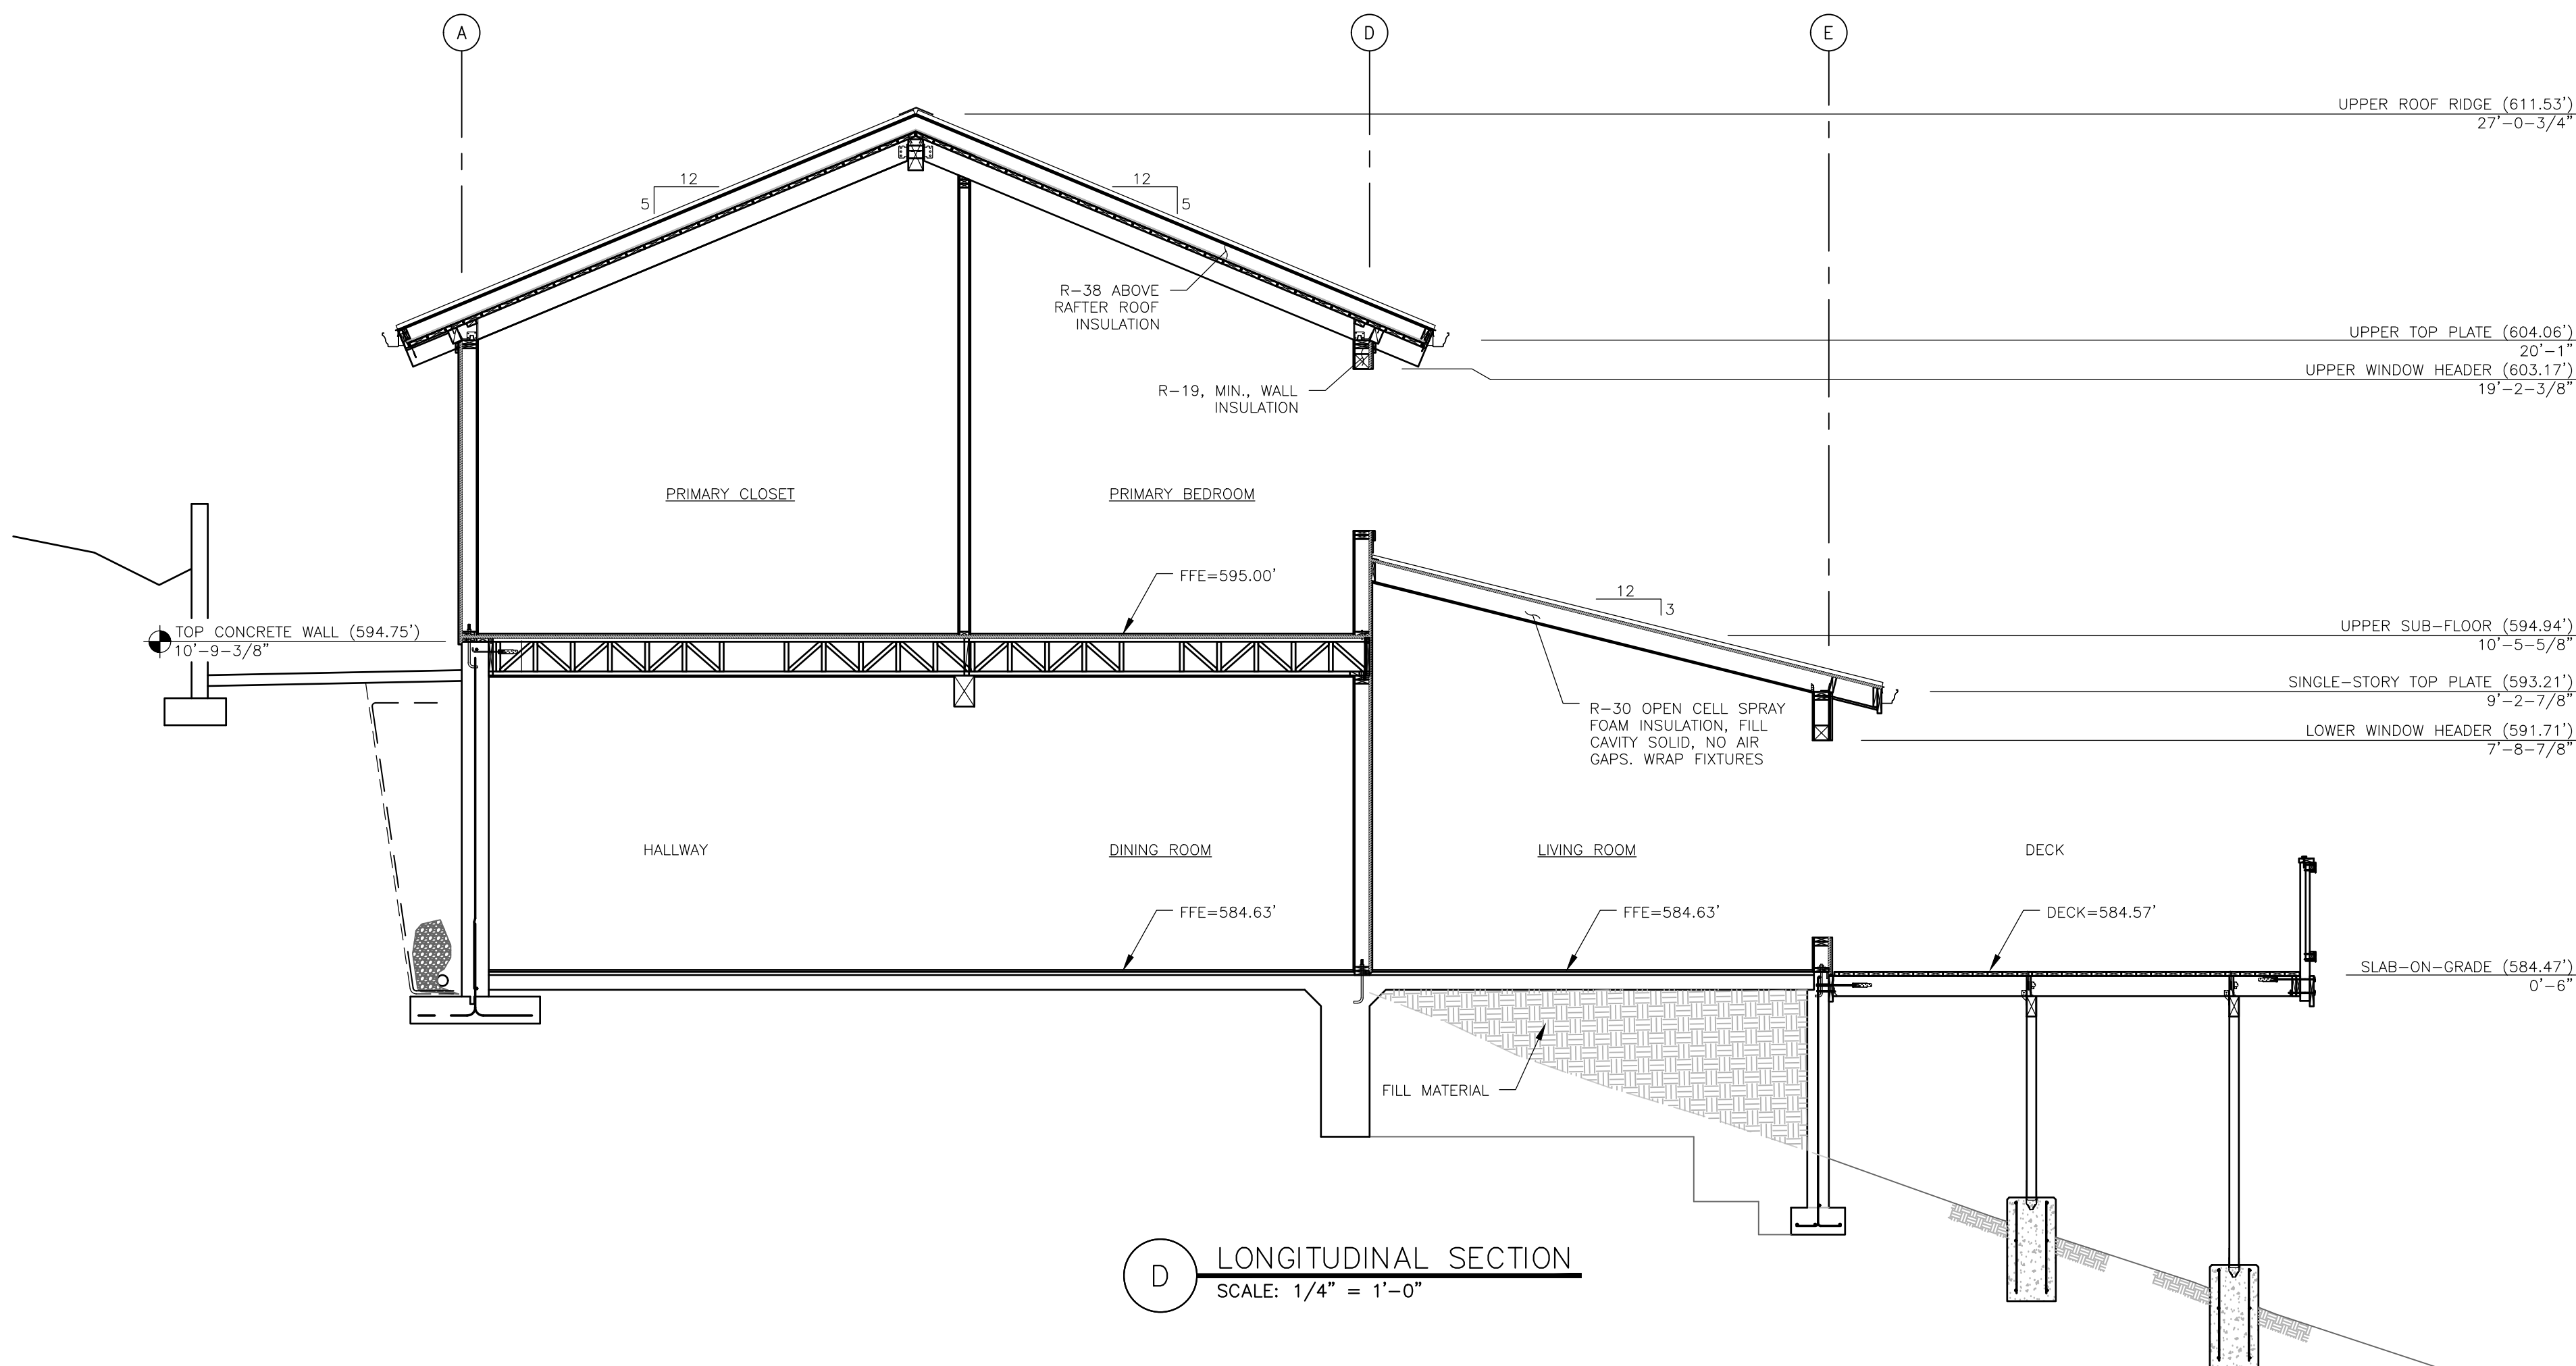 A
D
E
UPPER ROOF RIDGE (611.53')
27'-0-3/4"
12
5
12
5
R-38 ABOVE
RAFTER ROOF
INSULATION
UPPER TOP PLATE (604.06')
20'-1"
UPPER WINDOW HEADER (603.17')
19'-2-3/8"
R-19, MIN., WALL
INSULATION
PRIMARY CLOSET
PRIMARY BEDROOM
FFE=595.00'
12
3
TOP CONCRETE WALL (594.75')
10'-9-3/8"
UPPER SUB-FLOOR (594.94')
10'-5-5/8"
SINGLE-STORY TOP PLATE (593.21')
9'-2-7/8"
R-30 OPEN CELL SPRAY
FOAM INSULATION, FILL
CAVITY SOLID, NO AIR
GAPS. WRAP FIXTURES
LOWER WINDOW HEADER (591.71')
7'-8-7/8"
HALLWAY
DINING ROOM
LIVING ROOM
DECK
FFE=584.63'
FFE=584.63'
DECK=584.57'
SLAB-ON-GRADE (584.47')
0'-6"
FILL MATERIAL
D
LONGITUDINAL SECTION
SCALE: 1/4" = 1'-0"